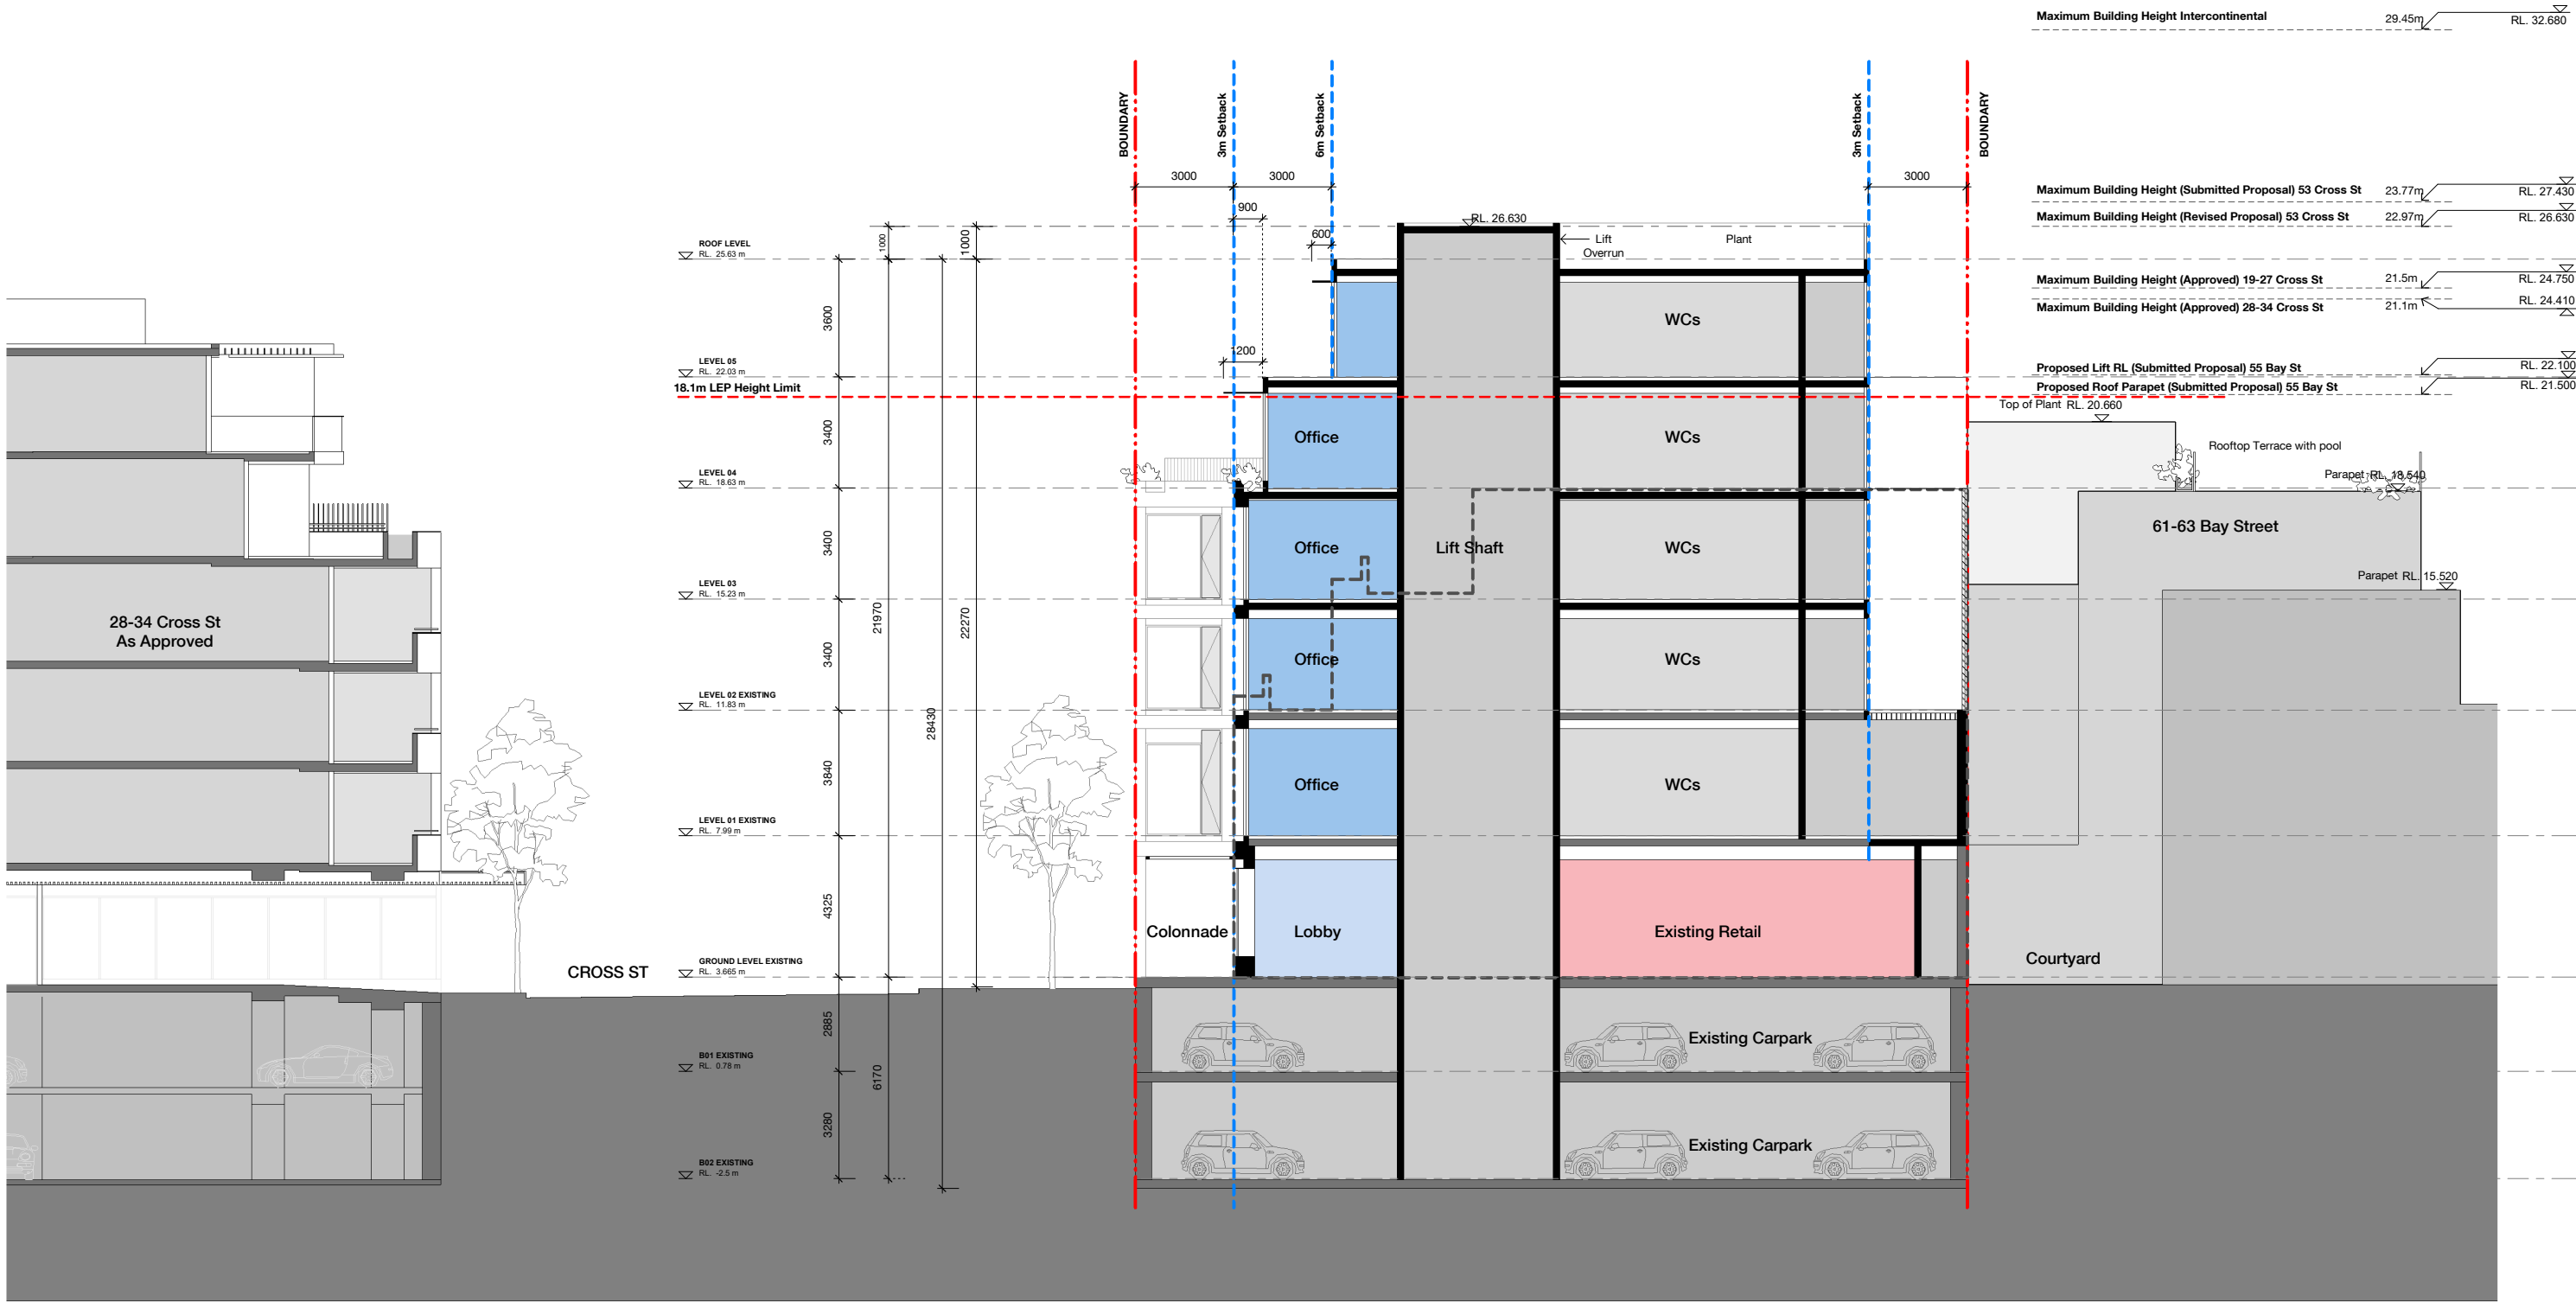 Maximum Building Height Intercontinental 29.45m RL. 32.680
BOUNDARY
3m Setback
6m Setback
3m Setback
BOUNDARY
3000 3000 3000
900
600
1200
Maximum Building Height (Submitted Proposal) 53 Cross St 23.77m RL. 27.430
Maximum Building Height (Revised Proposal) 53 Cross St 22.97m RL. 26.630
Maximum Building Height (Approved) 19-27 Cross St 21.5m RL. 24.750
Maximum Building Height (Approved) 28-34 Cross St 21.1m RL. 24.410
Proposed Lift RL (Submitted Proposal) 55 Bay St RL. 22.100
Proposed Roof Parapet (Submitted Proposal) 55 Bay St RL. 21.500
RL. 26.630
Lift
Overrun
Plant
ROOF LEVEL
RL. 25.63 m
LEVEL 05
RL. 22.03 m
18.1m LEP Height Limit
LEVEL 04
RL. 18.63 m
LEVEL 03
RL. 15.23 m
LEVEL 02 EXISTING
RL. 11.83 m
LEVEL 01 EXISTING
RL. 7.99 m
GROUND LEVEL EXISTING
RL. 3.665 m
B01 EXISTING
RL. 0.78 m
B02 EXISTING
RL. -2.5 m
3600
3400
3400
3400
3840
4325
2885
3280
1000
21970
6170
28430
1000
22270
28-34 Cross St
As Approved
CROSS ST
WCs
Office WCs
Office Lift Shaft WCs
Office WCs
Office WCs
Colonnade Lobby Existing Retail
Existing Carpark
Existing Carpark
Top of Plant RL. 20.660
Rooftop Terrace with pool
Parapet RL. 18.540
61-63 Bay Street
Parapet RL. 15.520
Courtyard